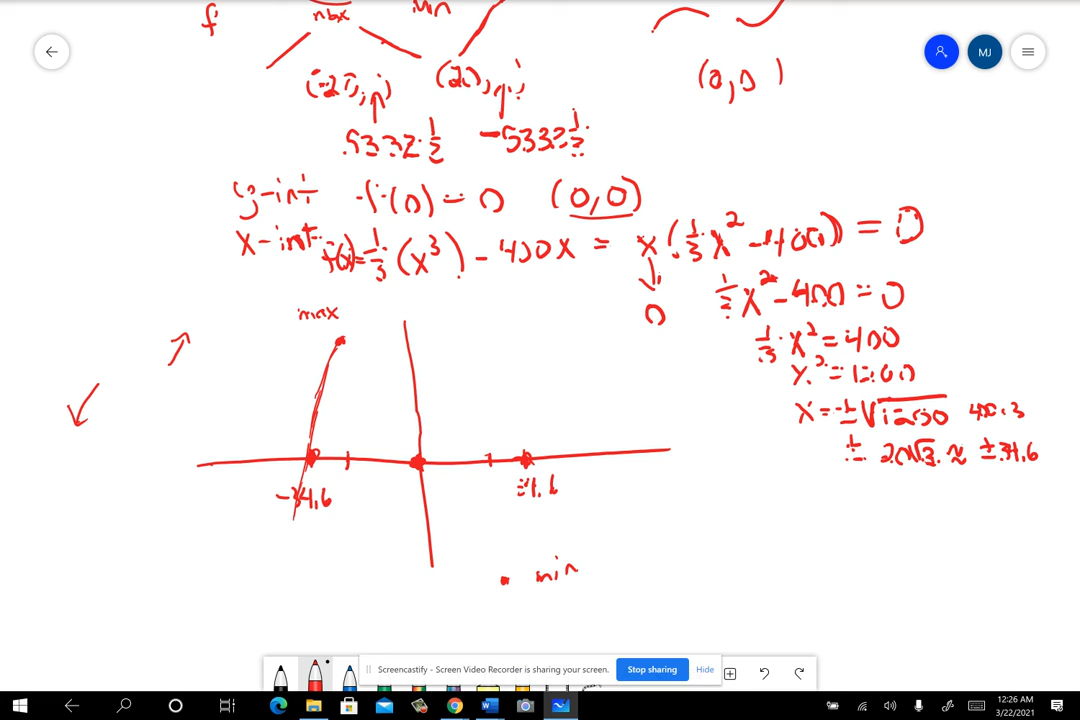 f
max
min
(-20, ) (20, )
(0,0)
5333 1/3 -5333 1/3
y-int f(0) = 0 (0,0)
x-int f(x) = 1/3 (x³) - 400x = x(1/3 x² - 400) = 0
0
1/3 x² - 400 = 0
1/3 x² = 400
x² = 1200
x = ± √1200 400·3
± 20√3 ≈ ± 34.6
max
-34.6
34.6
min
Screencastify - Screen Video Recorder is sharing your screen.
Stop sharing
Hide
MJ
12:26 AM
3/22/2021